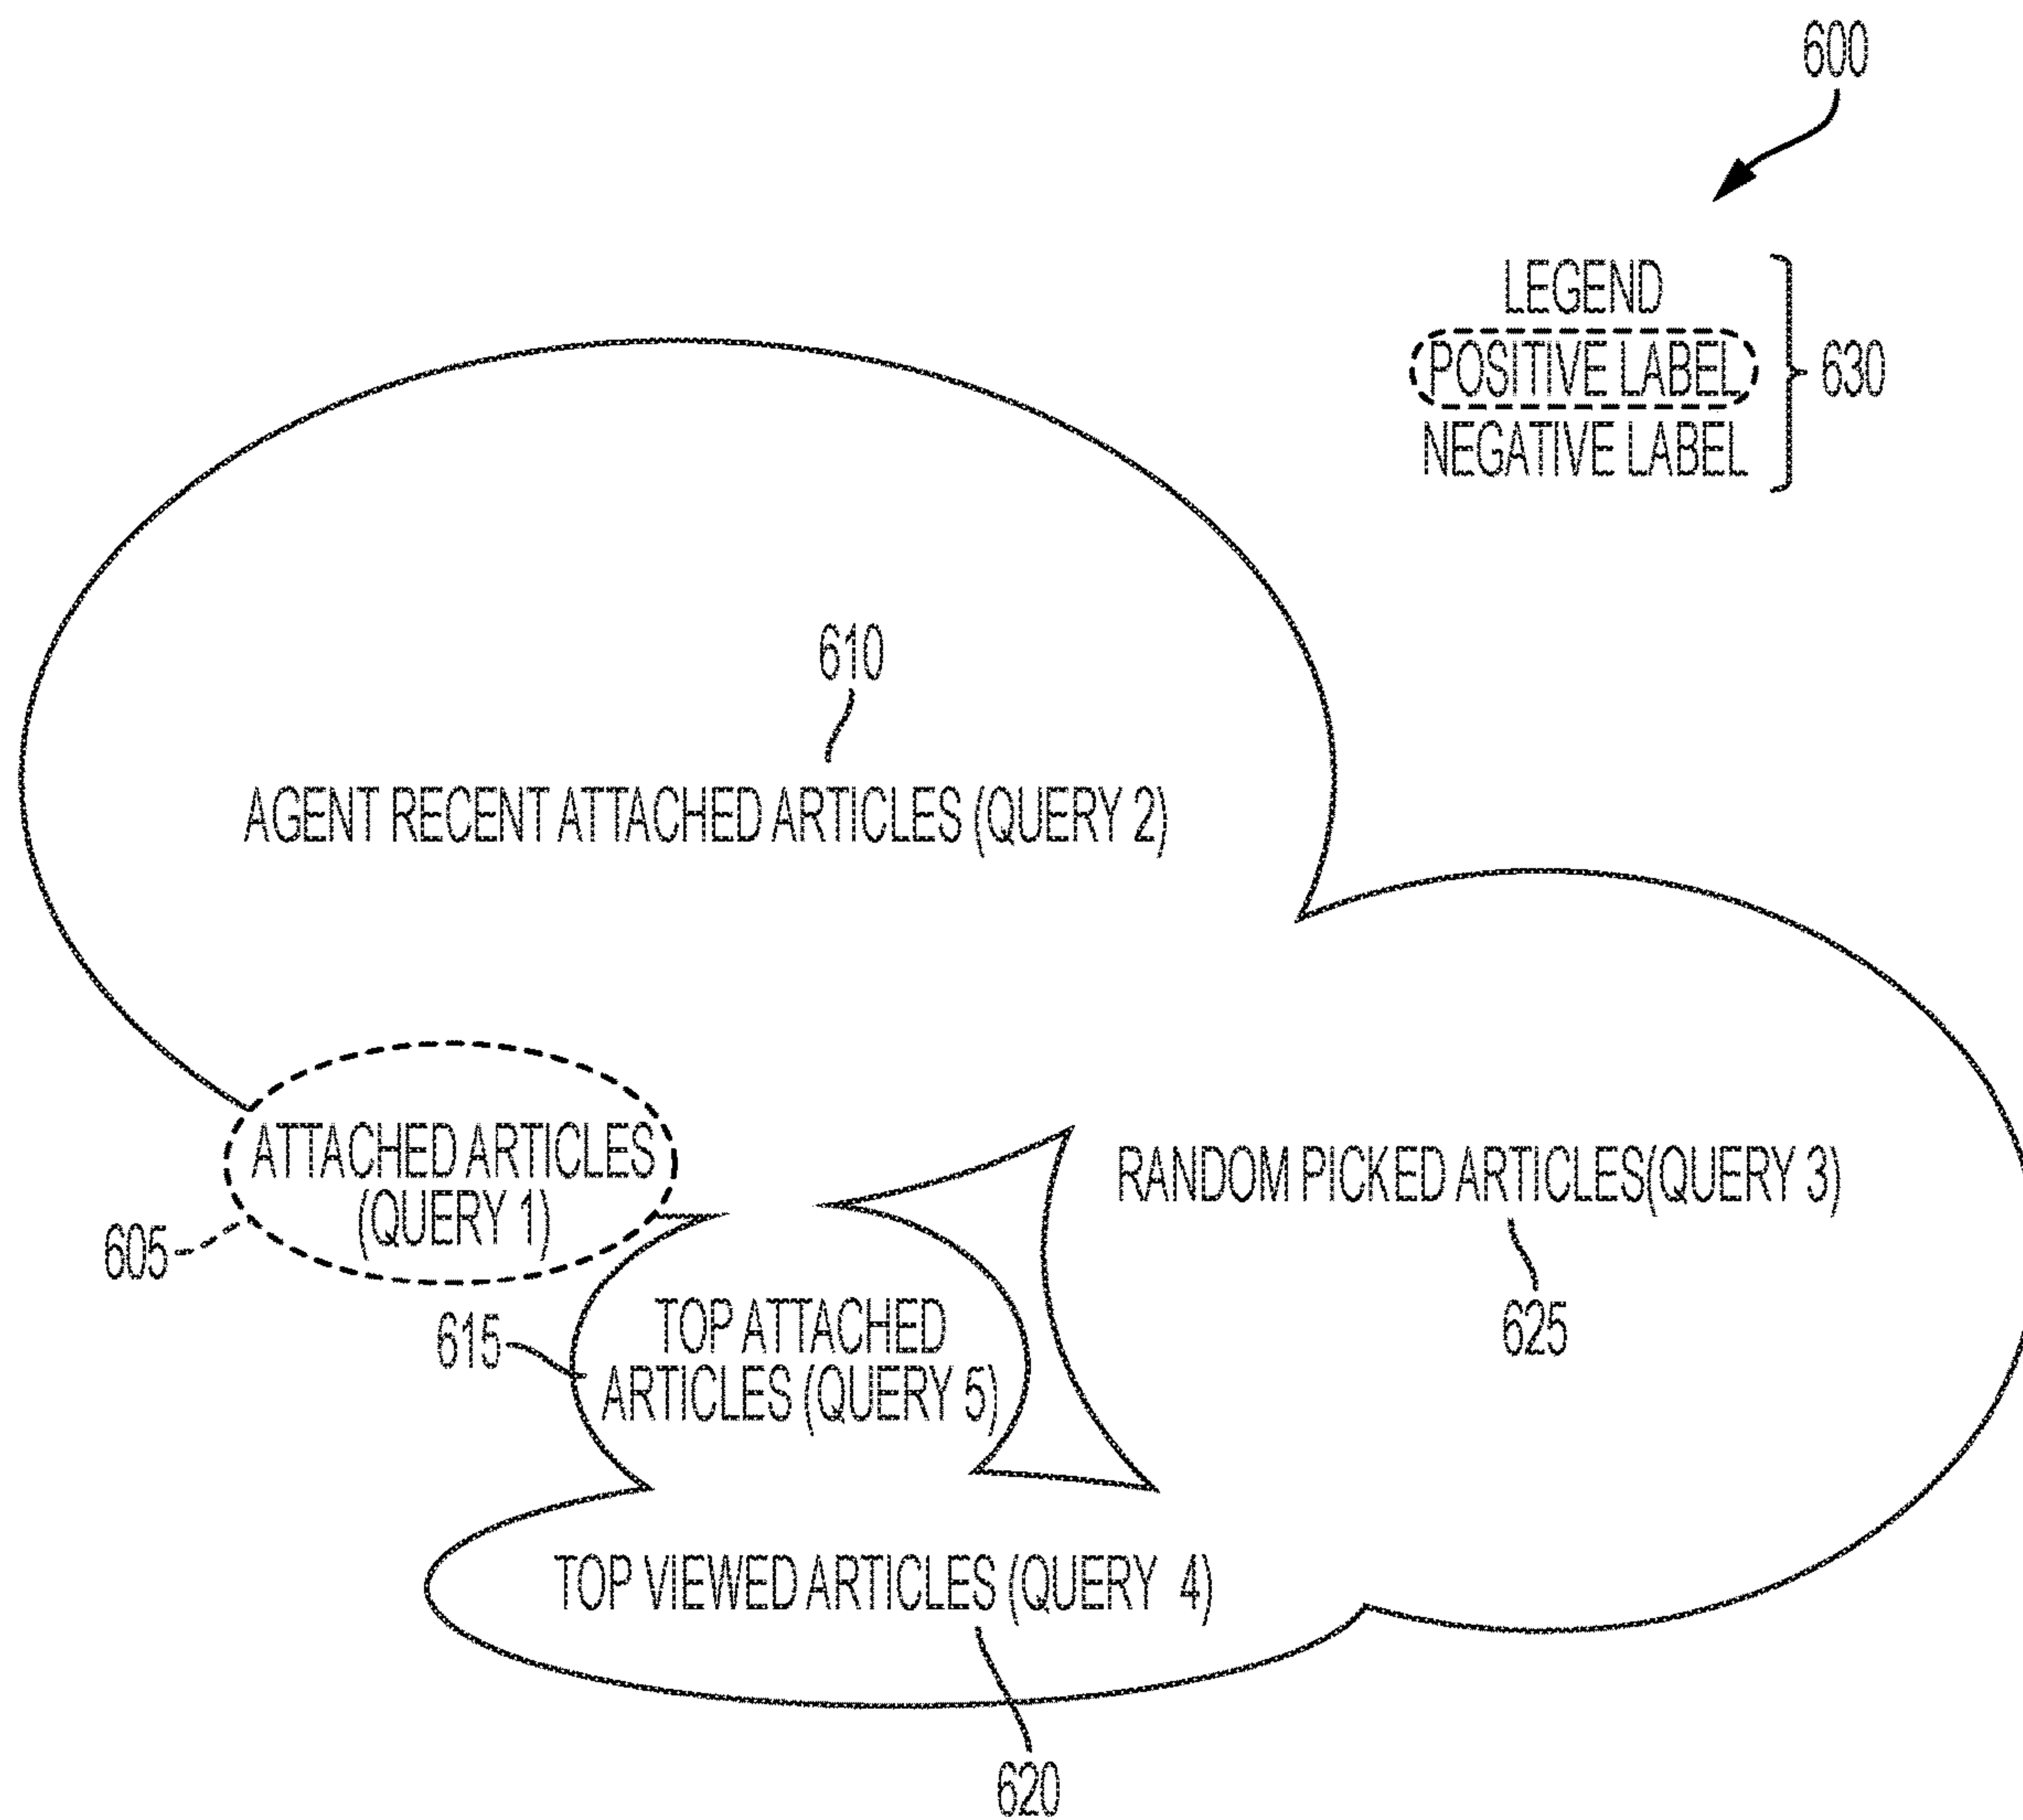 600
LEGEND
POSITIVE LABEL
630
NEGATIVE LABEL
610
AGENT RECENT ATTACHED ARTICLES (QUERY 2)
ATTACHED ARTICLES
(QUERY 1)
605
RANDOM PICKED ARTICLES(QUERY 3)
625
615
TOP ATTACHED
ARTICLES (QUERY 5)
TOP VIEWED ARTICLES (QUERY 4)
620